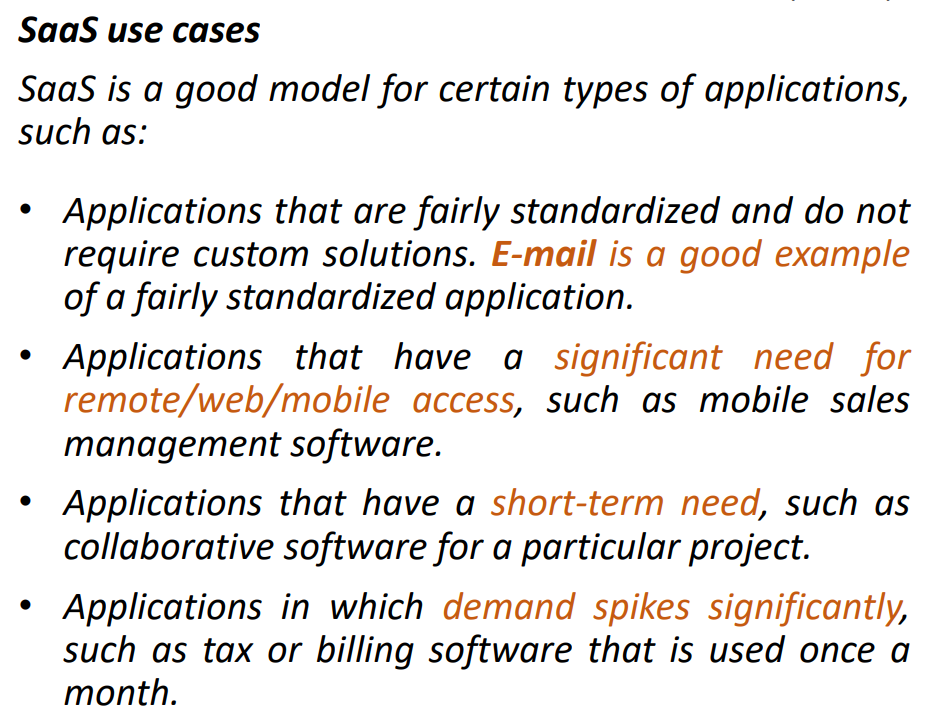 SaaS use cases
SaaS is a good model for certain types of applications,
such as:
• Applications that are fairly standardized and do not
require custom solutions. E-mail is a good example
of a fairly standardized application.
• Applications that have a significant need for
remote/web/mobile access, such as mobile sales
management software.
• Applications that have a short-term need, such as
collaborative software for a particular project.
• Applications in which demand spikes significantly,
such as tax or billing software that is used once a
month.